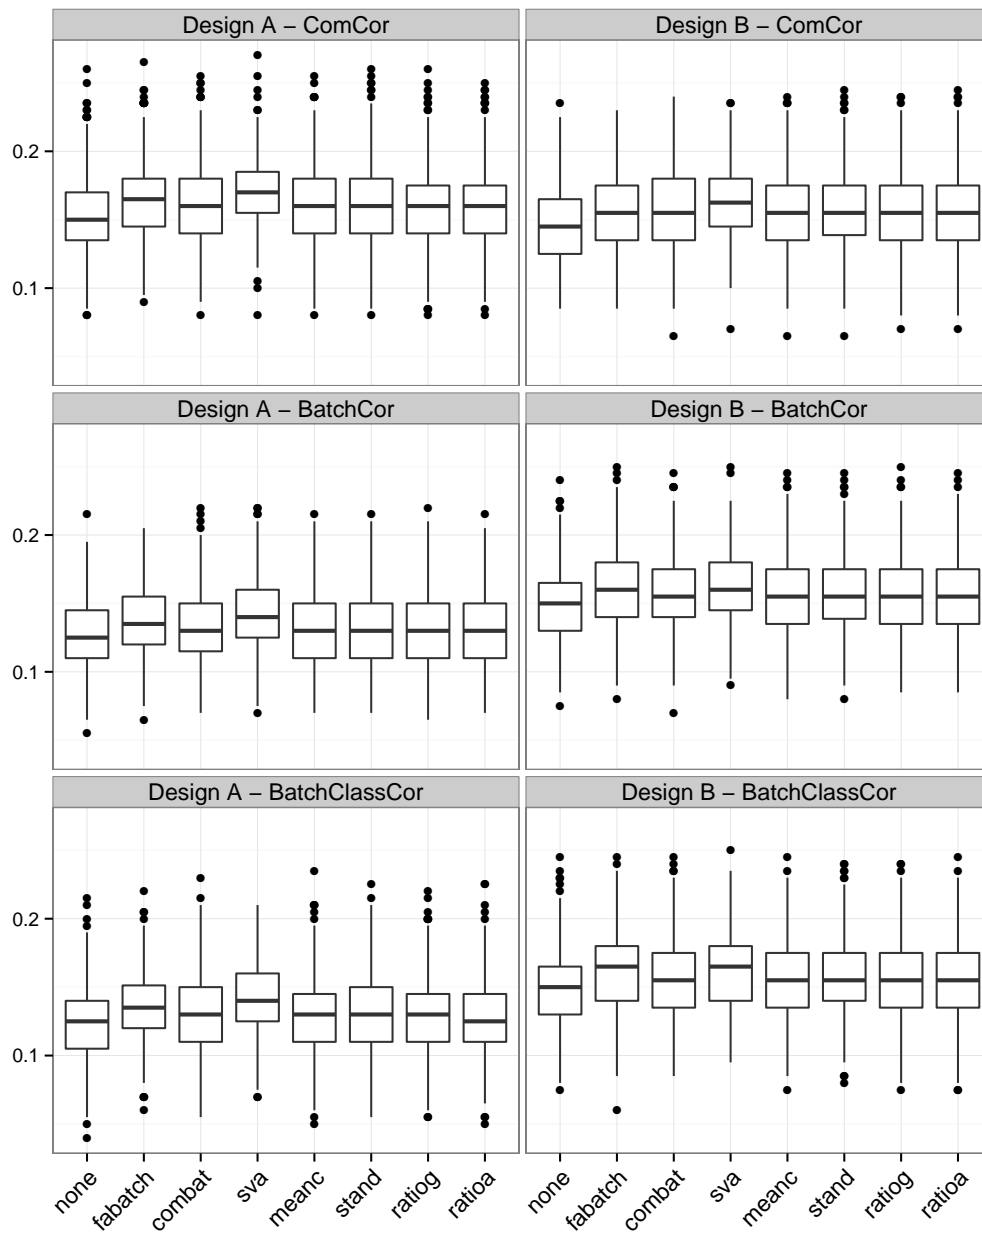 Design A − ComCor
Design B − ComCor
0.2
0.1
Design A − BatchCor
Design B − BatchCor
0.2
0.1
Design A − BatchClassCor
Design B − BatchClassCor
0.2
0.1
none
fabatch
combat
sva
meanc
stand
ratiog
ratioa
none
fabatch
combat
sva
meanc
stand
ratiog
ratioa